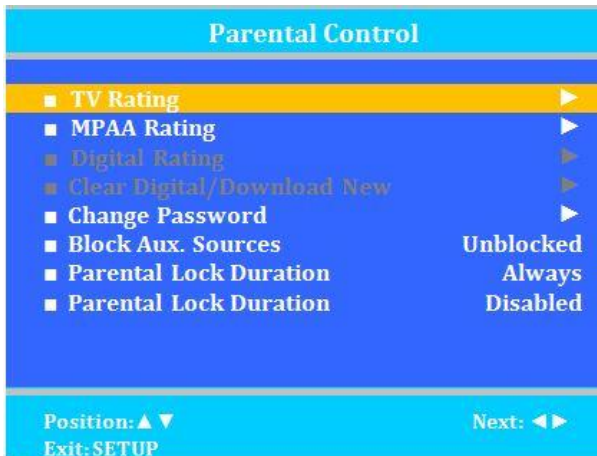 Parental Control
■ TV Rating ▶
■ MPAA Rating ▶
■ Digital Rating ▶
■ Clear Digital/Download New ▶
■ Change Password ▶
■ Block Aux. Sources Unblocked
■ Parental Lock Duration Always
■ Parental Lock Duration Disabled
Position:▲ ▼ Next: ◀▶
Exit:SETUP